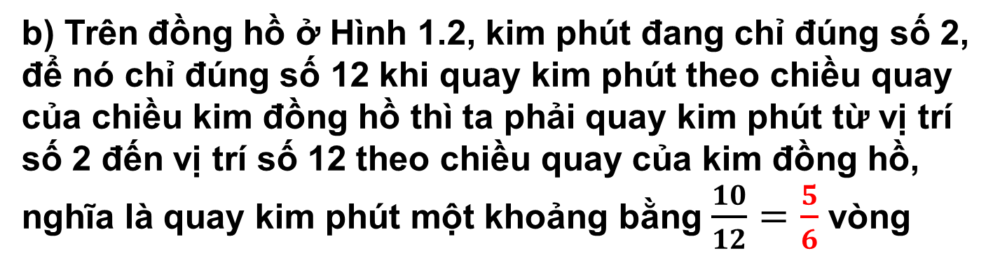 b) Trên đồng hồ ở Hình 1.2, kim phút đang chỉ đúng số 2,
để nó chỉ đúng số 12 khi quay kim phút theo chiều quay
của chiều kim đồng hồ thì ta phải quay kim phút từ vị trí
số 2 đến vị trí số 12 theo chiều quay của kim đồng hồ,
nghĩa là quay kim phút một khoảng bằng 10/12 = 5/6 vòng